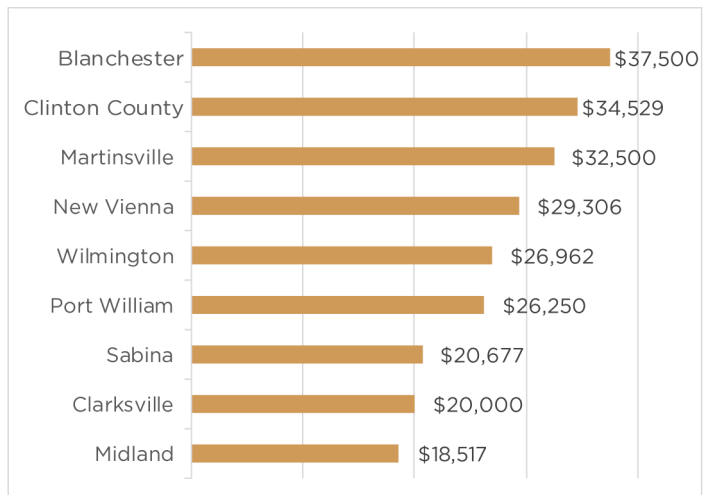 Blanchester $37,500
Clinton County $34,529
Martinsville $32,500
New Vienna $29,306
Wilmington $26,962
Port William $26,250
Sabina $20,677
Clarksville $20,000
Midland $18,517